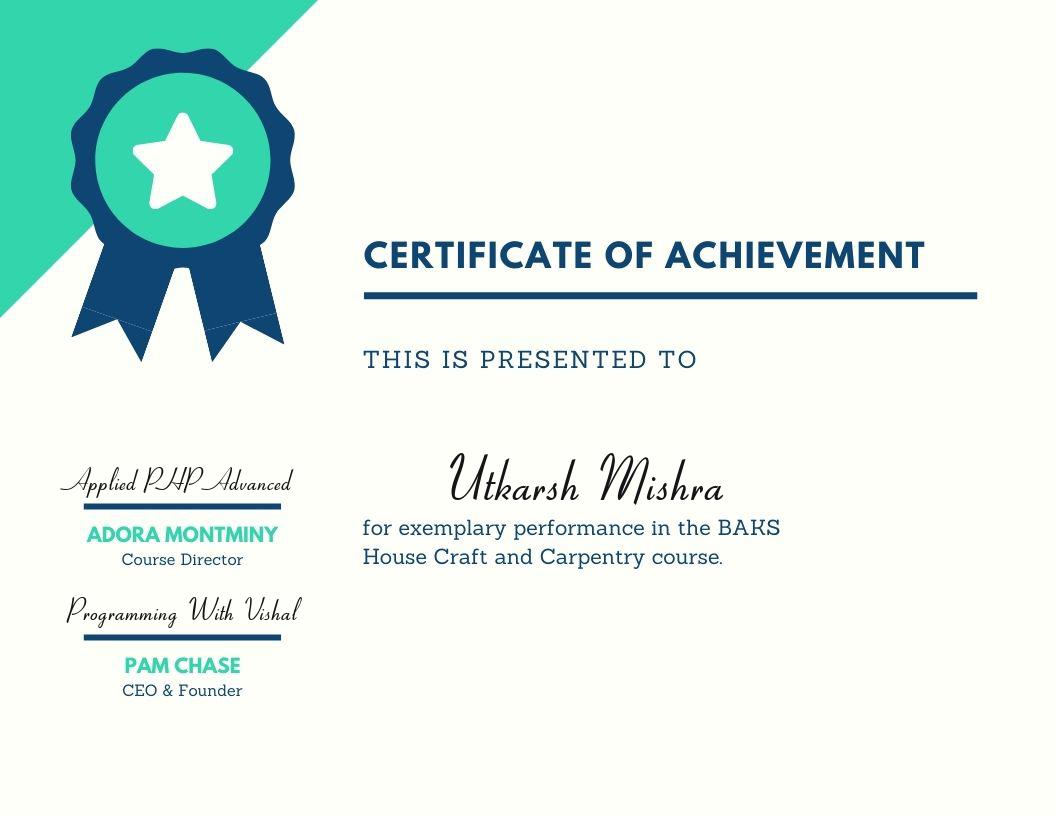 CERTIFICATE OF ACHIEVEMENT
THIS IS PRESENTED TO
Utkarsh Mishra
for exemplary performance in the BAKS
House Craft and Carpentry course.
Applied PHP Advanced
ADORA MONTMINY
Course Director
Programming With Vishal
PAM CHASE
CEO & Founder